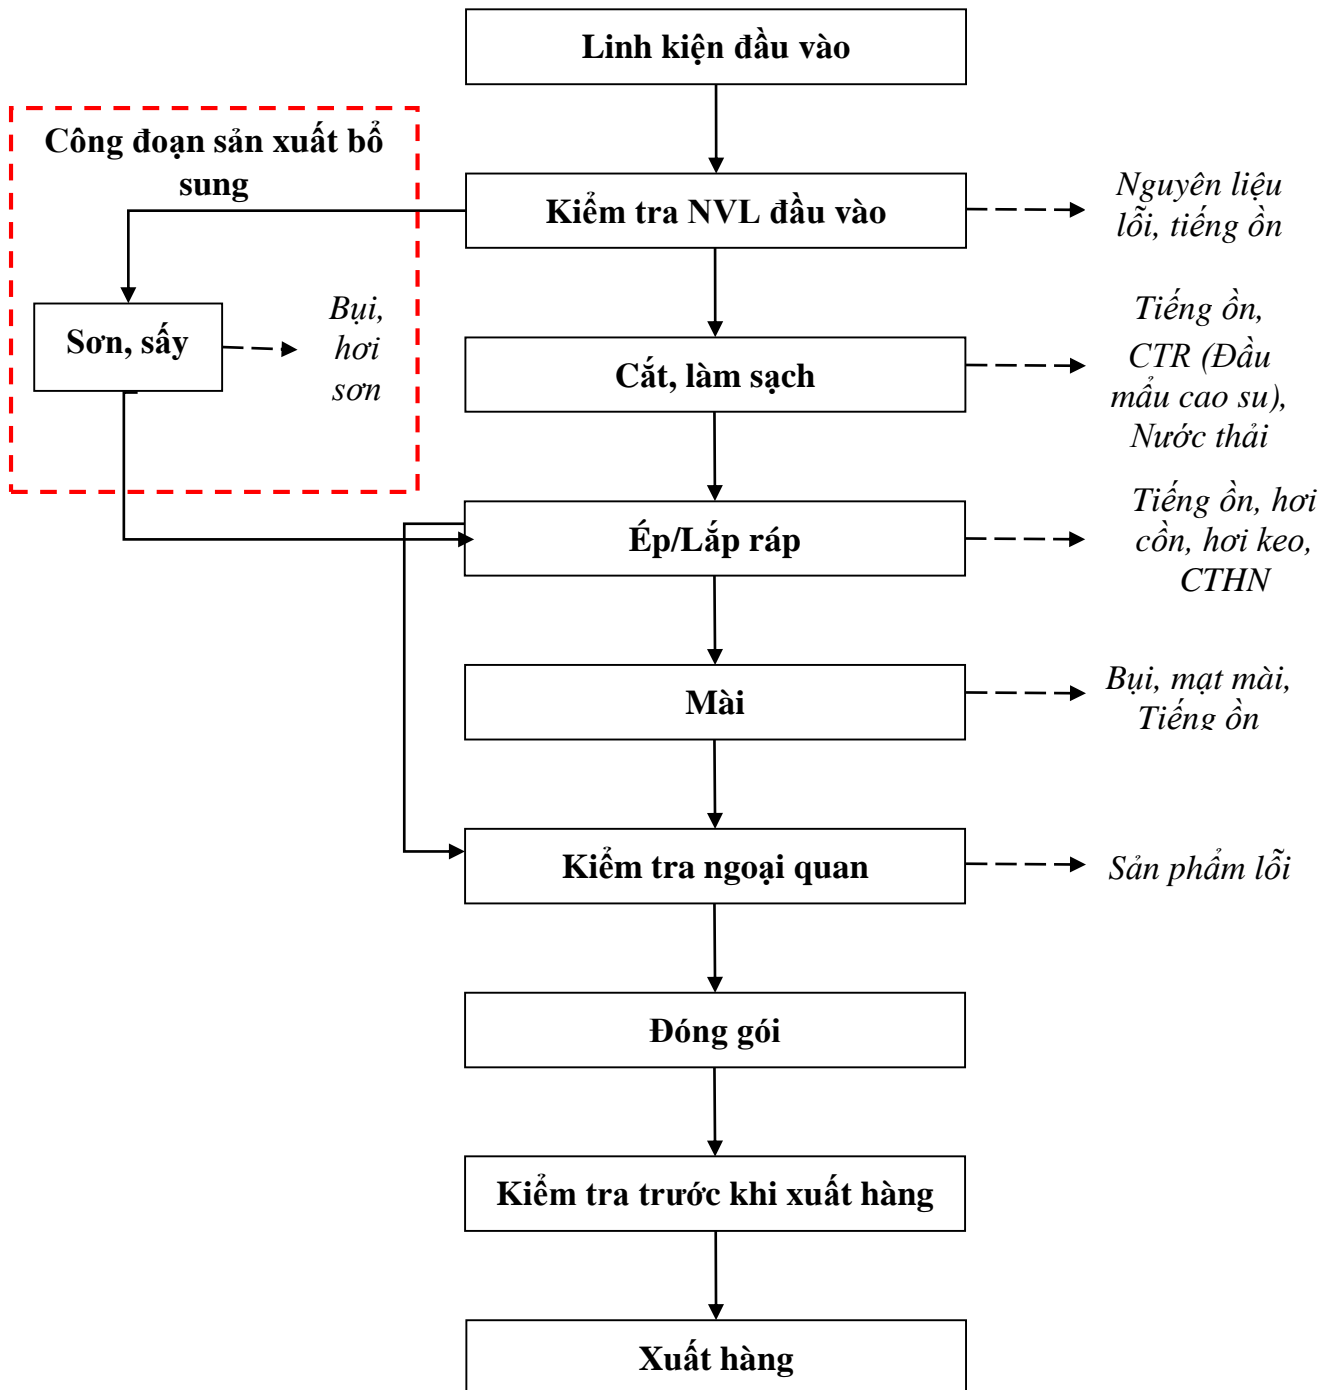 Linh kiện đầu vào
Công đoạn sản xuất bổ
sung
Kiểm tra NVL đầu vào
Nguyên liệu
lỗi, tiếng ồn
Sơn, sấy
Bụi,
hơi
sơn
Cắt, làm sạch
Tiếng ồn,
CTR (Đầu
mẩu cao su),
Nước thải
Ép/Lắp ráp
Tiếng ồn, hơi
cồn, hơi keo,
CTHN
Mài
Bụi, mạt mài,
Tiếng ồn
Kiểm tra ngoại quan
Sản phẩm lỗi
Đóng gói
Kiểm tra trước khi xuất hàng
Xuất hàng